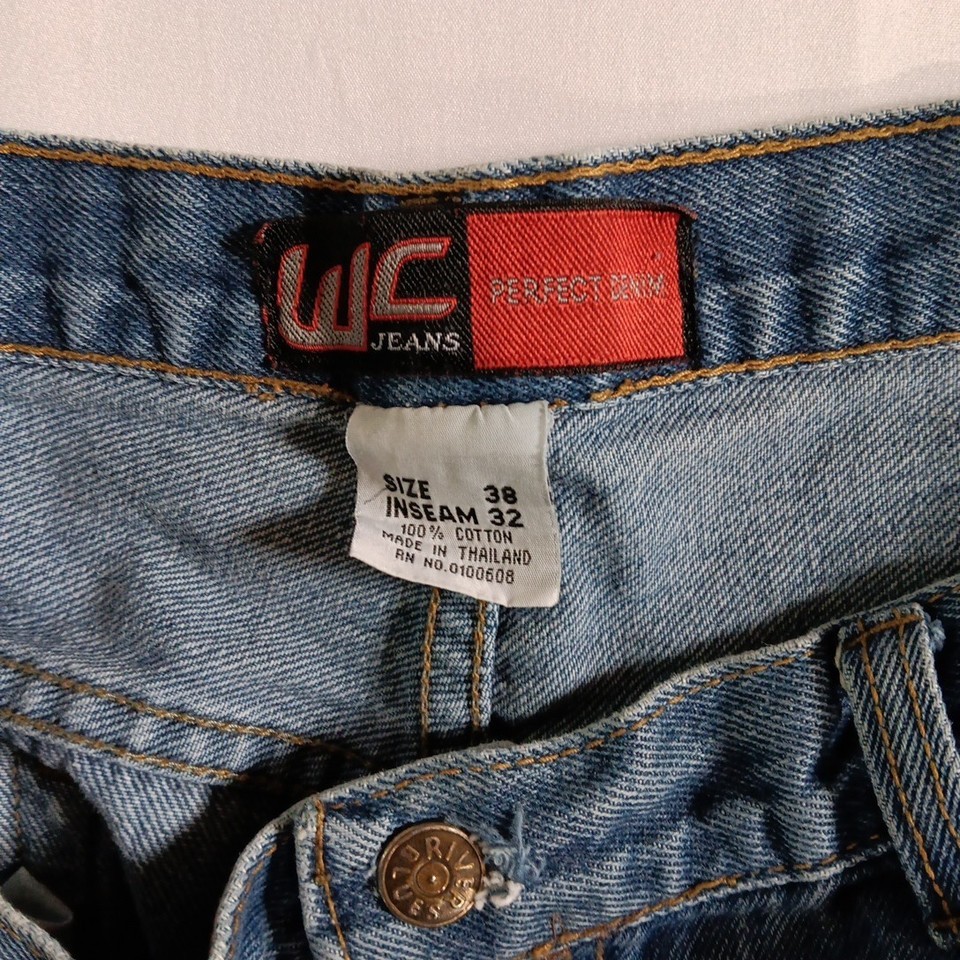 WC
JEANS
PERFECT DENIM
SIZE 38
INSEAM 32
100% COTTON
MADE IN THAILAND
RN NO.0100608